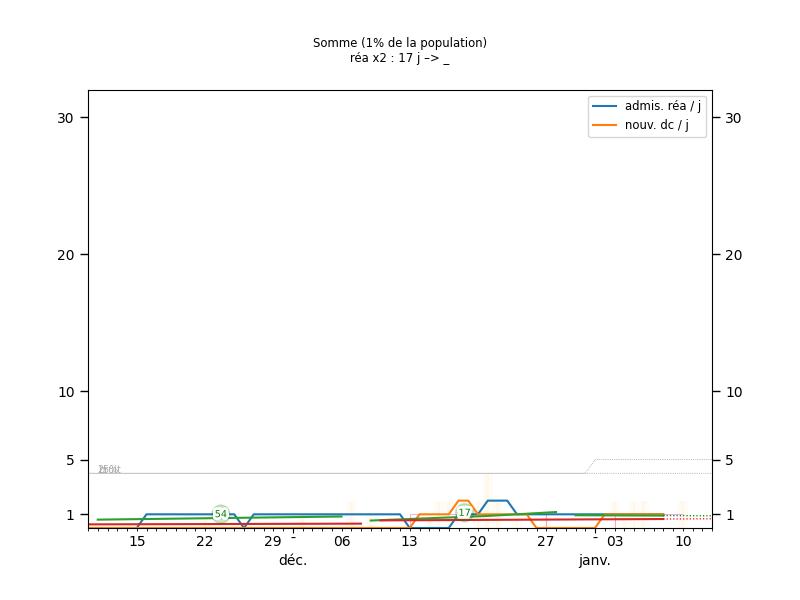 Somme (1% de la population)
réa x2 : 17 j –> _
admis. réa / j
nouv. dc / j
30 30
20 20
10 10
5 5
1 54 17 1
15 22 29 - 06 13 20 27 - 03 10
déc. janv.